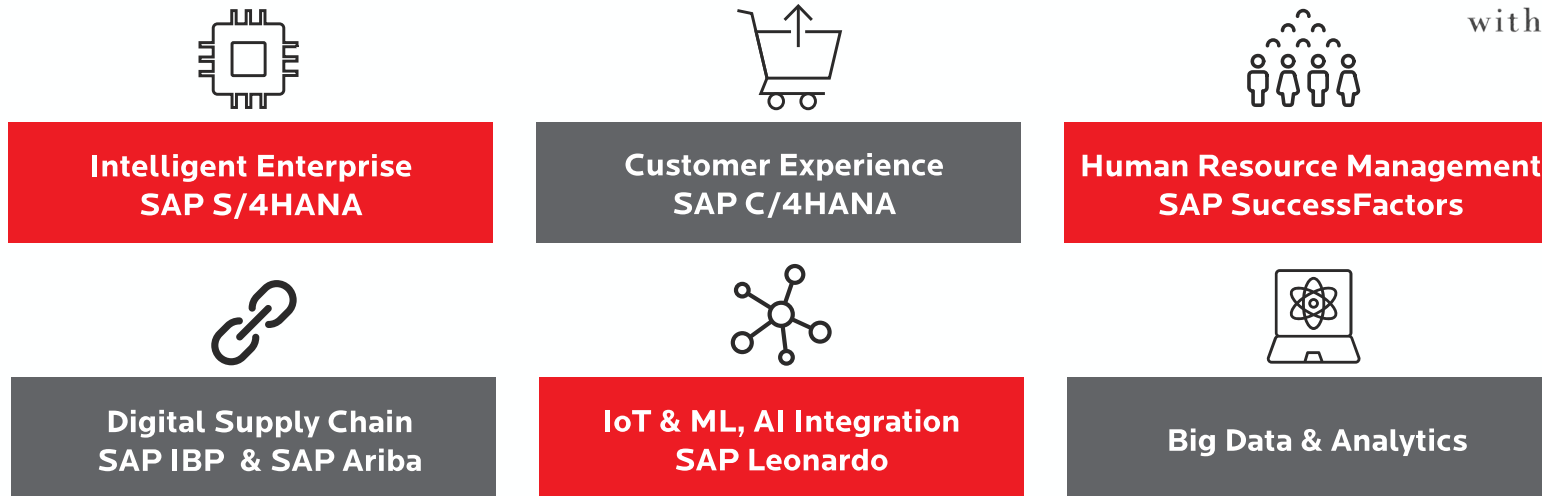 with
Intelligent Enterprise
SAP S/4HANA
Customer Experience
SAP C/4HANA
Human Resource Management
SAP SuccessFactors
Digital Supply Chain
SAP IBP & SAP Ariba
IoT & ML, AI Integration
SAP Leonardo
Big Data & Analytics